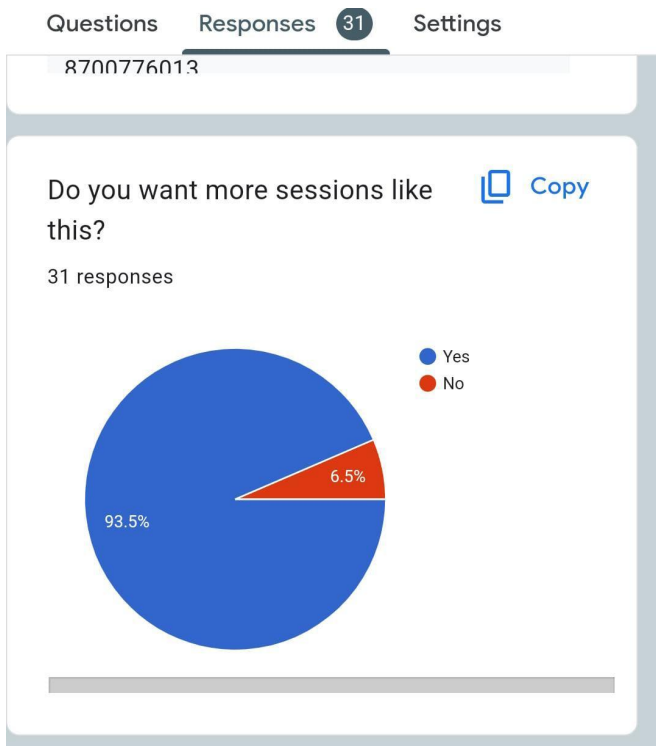 Questions Responses 31 Settings
8700776013
Do you want more sessions like
this?
Copy
31 responses
Yes
No
6.5%
93.5%